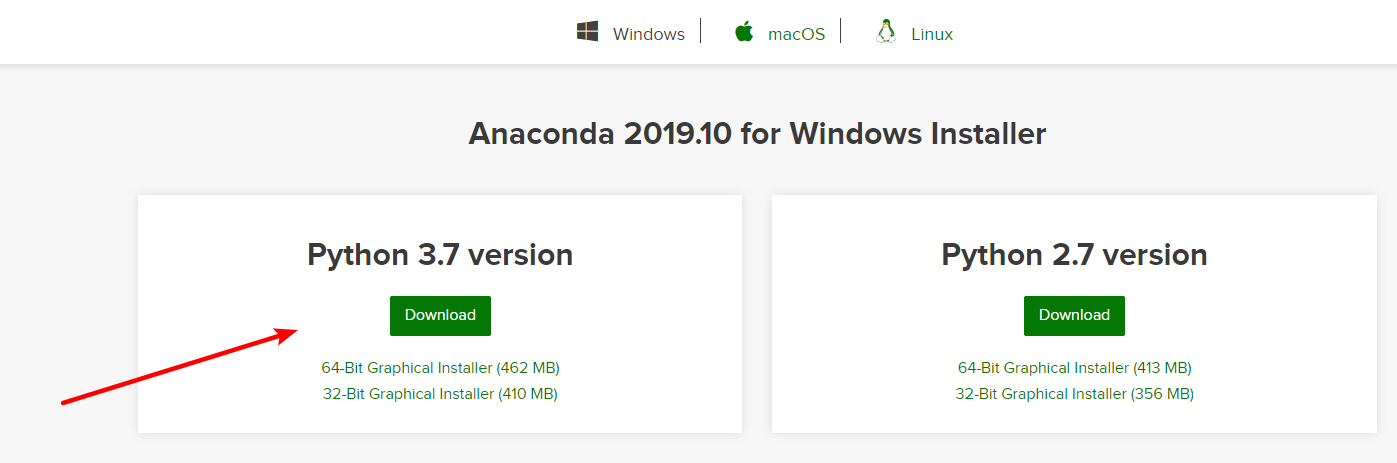 Windows macOS Linux
Anaconda 2019.10 for Windows Installer
Python 3.7 version
Download
64-Bit Graphical Installer (462 MB)
32-Bit Graphical Installer (410 MB)
Python 2.7 version
Download
64-Bit Graphical Installer (413 MB)
32-Bit Graphical Installer (356 MB)